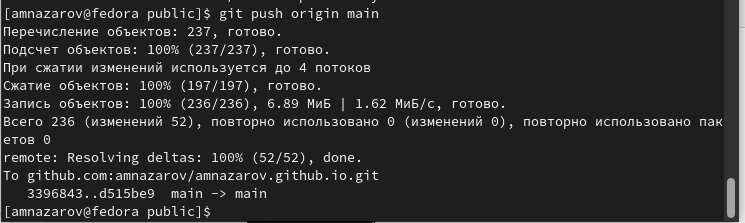 [amnazarov@fedora public]$ git push origin main
Перечисление объектов: 237, готово.
Подсчет объектов: 100% (237/237), готово.
При сжатии изменений используется до 4 потоков
Сжатие объектов: 100% (197/197), готово.
Запись объектов: 100% (236/236), 6.89 МиБ | 1.62 МиБ/с, готово.
Всего 236 (изменений 52), повторно использовано 0 (изменений 0), повторно использовано пак
етов 0
remote: Resolving deltas: 100% (52/52), done.
To github.com:amnazarov/amnazarov.github.io.git
   3396843..d515be9  main -> main
[amnazarov@fedora public]$